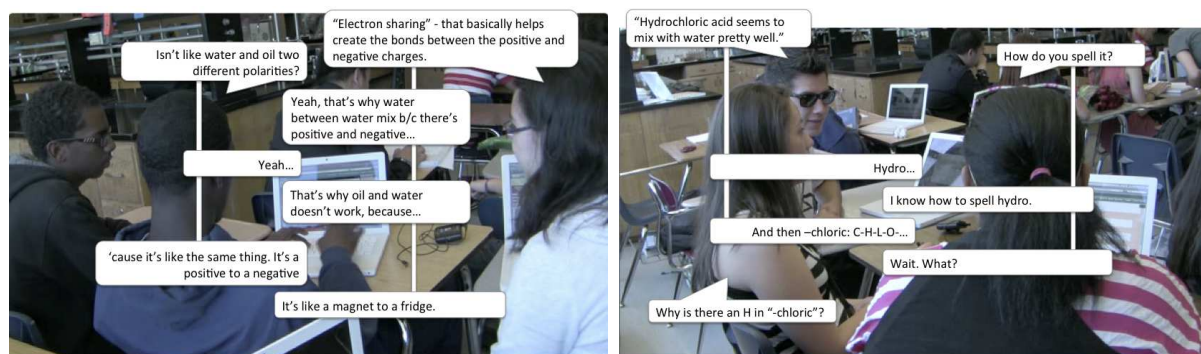 “Electron sharing” - that basically helps
create the bonds between the positive and
negative charges.
Isn’t like water and oil two
different polarities?
Yeah, that’s why water
between water mix b/c there’s
positive and negative…
Yeah…
That’s why oil and water
doesn’t work, because…
‘cause it’s like the same thing. It’s a
positive to a negative
It’s like a magnet to a fridge.
“Hydrochloric acid seems to
mix with water pretty well.”
How do you spell it?
Hydro…
I know how to spell hydro.
And then –chloric: C-H-L-O-…
Wait. What?
Why is there an H in “-chloric”?